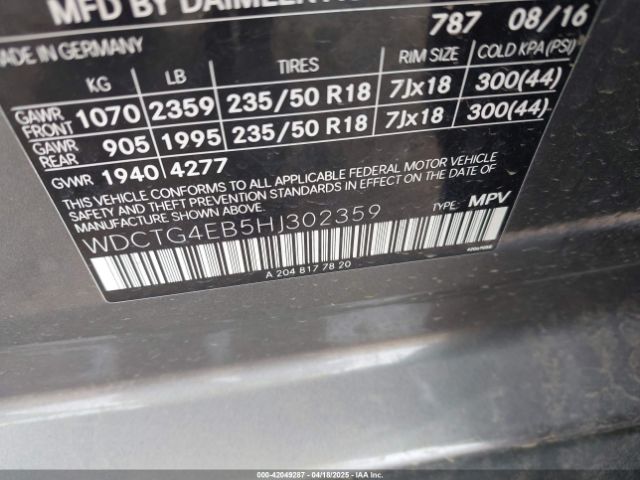 MFD BY DAIMLER
787 08/16
MADE IN GERMANY
KG LB TIRES RIM SIZE COLD KPA (PSI)
GAWR FRONT 1070 2359 235/50 R18 7Jx18 300(44)
GAWR REAR 905 1995 235/50 R18 7Jx18 300(44)
GVWR 1940 4277
THIS VEHICLE CONFORMS TO ALL APPLICABLE FEDERAL MOTOR VEHICLE
SAFETY AND THEFT PREVENTION STANDARDS IN EFFECT ON THE DATE OF
MANUFACTURE SHOWN ABOVE.
WDCTG4EB5HJ302359 TYPE: MPV
A 204 817 78 20
000-42049287 - 04/18/2025 - IAAI COPYRIGHT